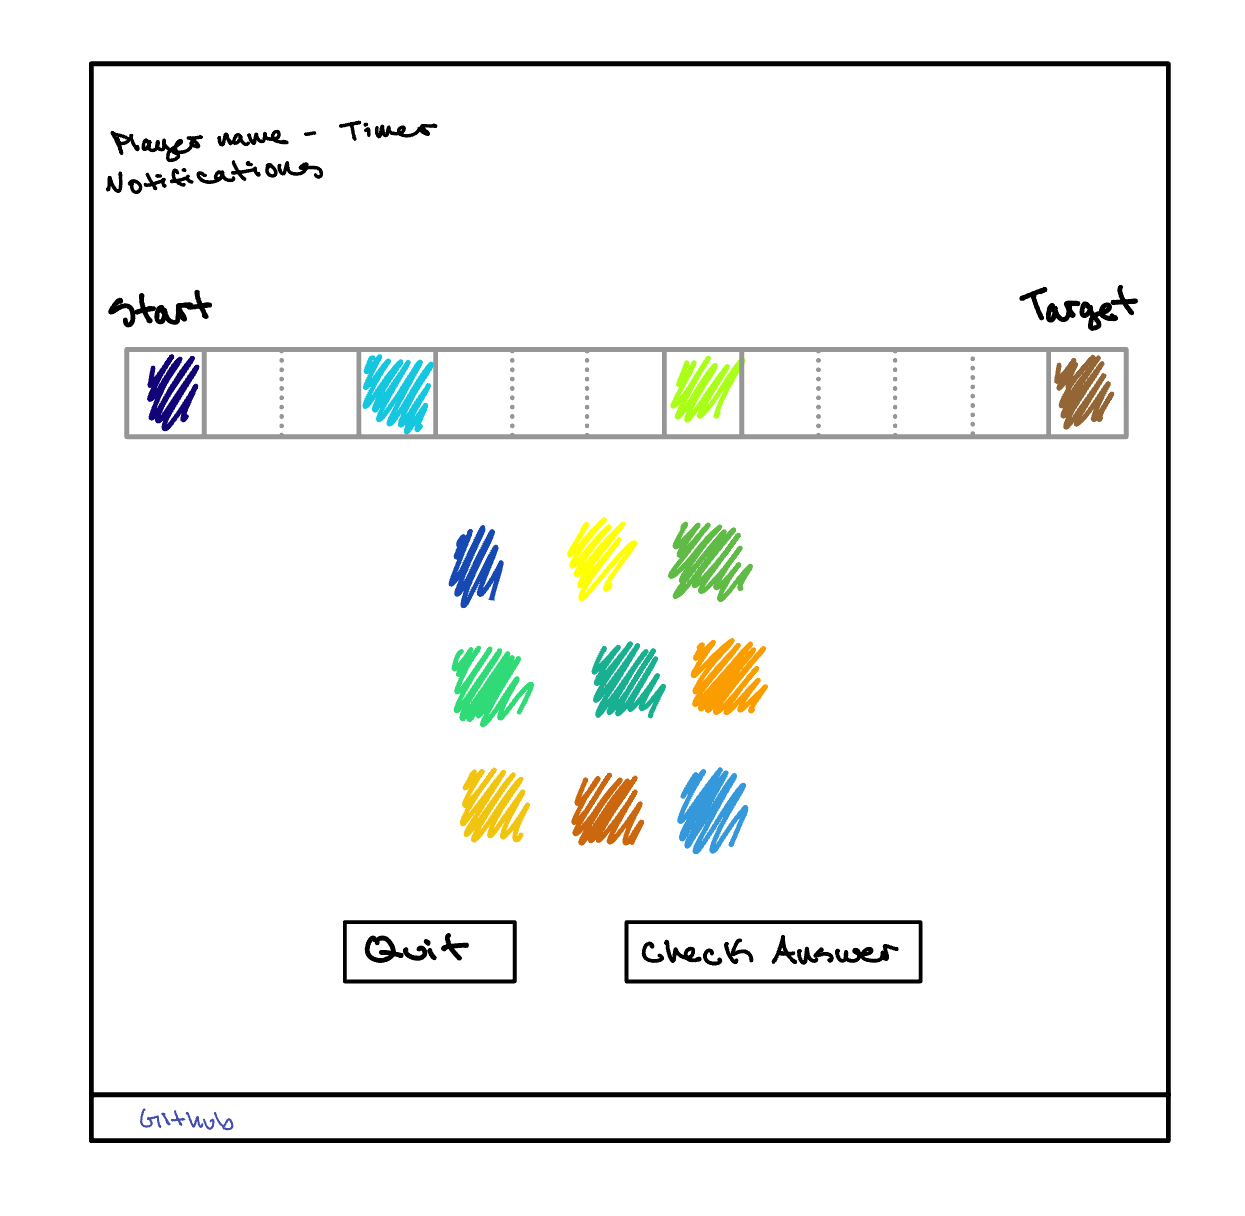 Player name - Timer
Notifications
Start
Target
Quit
Check Answer
GitHub